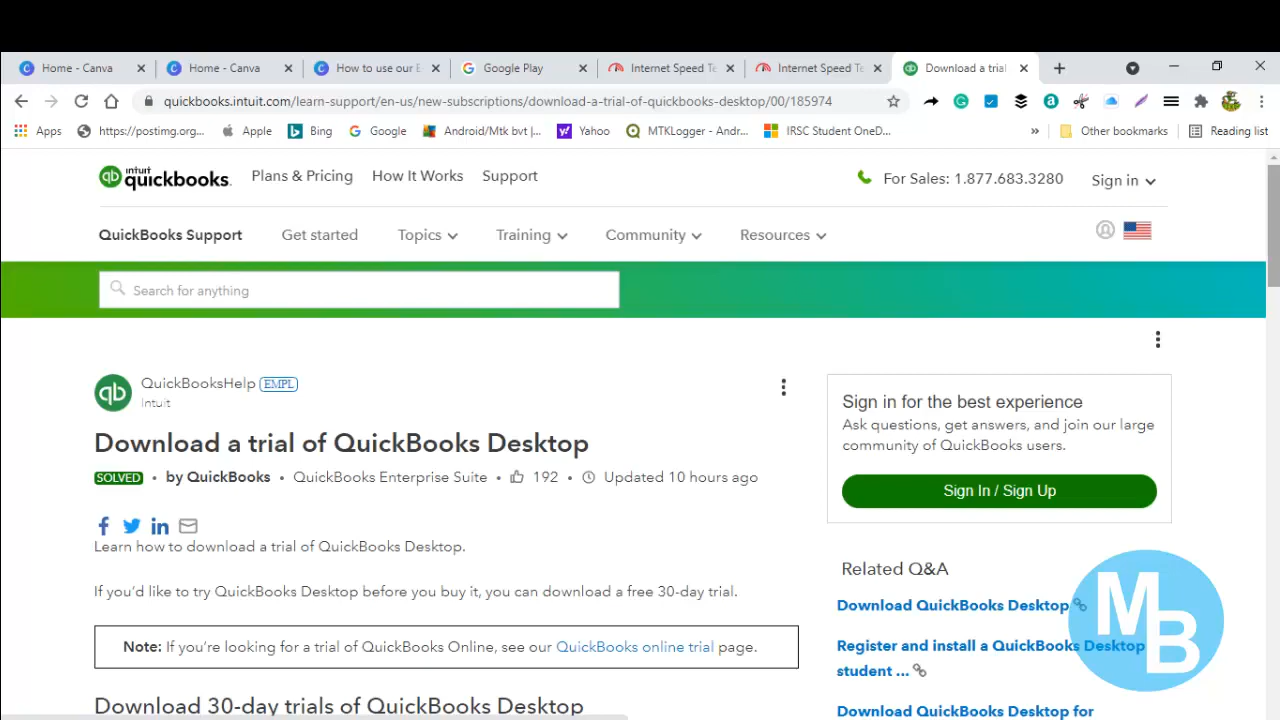 Home - Canva
Home - Canva
How to use our E
Google Play
Internet Speed Te
Internet Speed Te
Download a trial
quickbooks.intuit.com/learn-support/en-us/new-subscriptions/download-a-trial-of-quickbooks-desktop/00/185974
Apps
https://postimg.org...
Apple
Bing
Google
Android/Mtk bvt |...
Yahoo
MTKLogger - Andr...
IRSC Student OneD...
»
Other bookmarks
Reading list
qb intuit quickbooks.
Plans & Pricing
How It Works
Support
For Sales: 1.877.683.3280
Sign in
QuickBooks Support
Get started
Topics
Training
Community
Resources
Search for anything
qb
QuickBooksHelp EMPL
Intuit
Download a trial of QuickBooks Desktop
SOLVED • by QuickBooks • QuickBooks Enterprise Suite • 192 • Updated 10 hours ago
Learn how to download a trial of QuickBooks Desktop.
If you’d like to try QuickBooks Desktop before you buy it, you can download a free 30-day trial.
Note: If you’re looking for a trial of QuickBooks Online, see our QuickBooks online trial page.
Download 30-day trials of QuickBooks Desktop
Sign in for the best experience
Ask questions, get answers, and join our large
community of QuickBooks users.
Sign In / Sign Up
Related Q&A
Download QuickBooks Desktop
Register and install a QuickBooks Desktop
student ...
Download QuickBooks Desktop for
MB